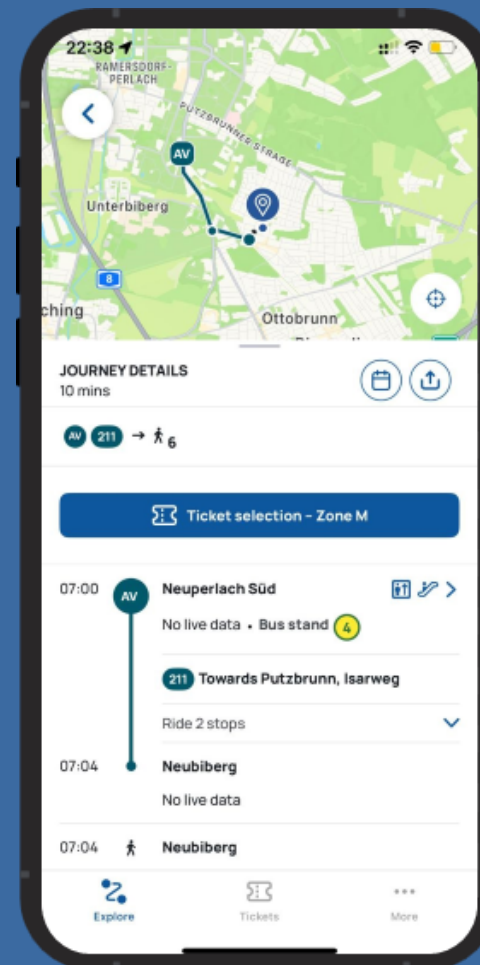 22:38
RAMERSDORF-
PERLACH
PUTZBRUNNER STRASSE
AV
Unterbiberg
8
ching
Ottobrunn
JOURNEY DETAILS
10 mins
AV 211 → 6
Ticket selection – Zone M
07:00 AV Neuperlach Süd
No live data • Bus stand 4
211 Towards Putzbrunn, Isarweg
Ride 2 stops
07:04 Neubiberg
No live data
07:04 Neubiberg
Explore Tickets More